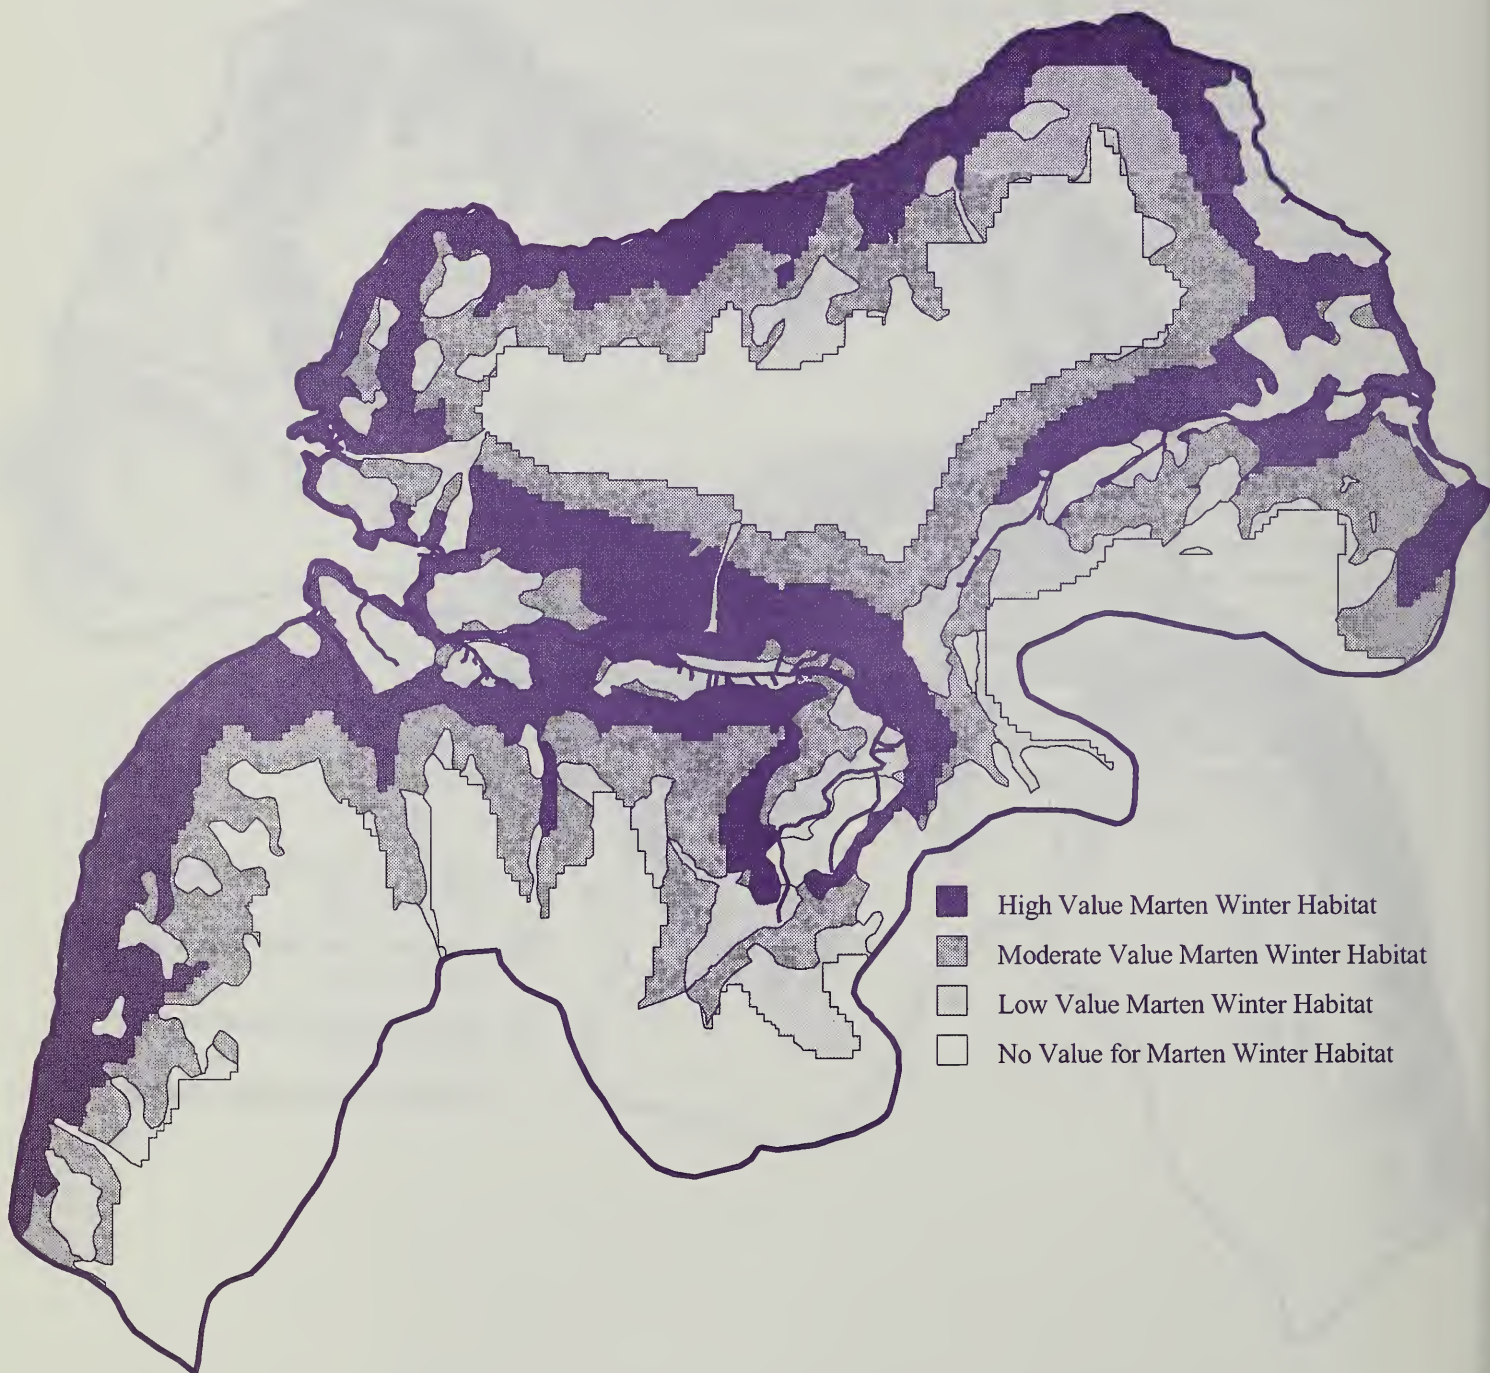 High Value Marten Winter Habitat
Moderate Value Marten Winter Habitat
Low Value Marten Winter Habitat
No Value for Marten Winter Habitat